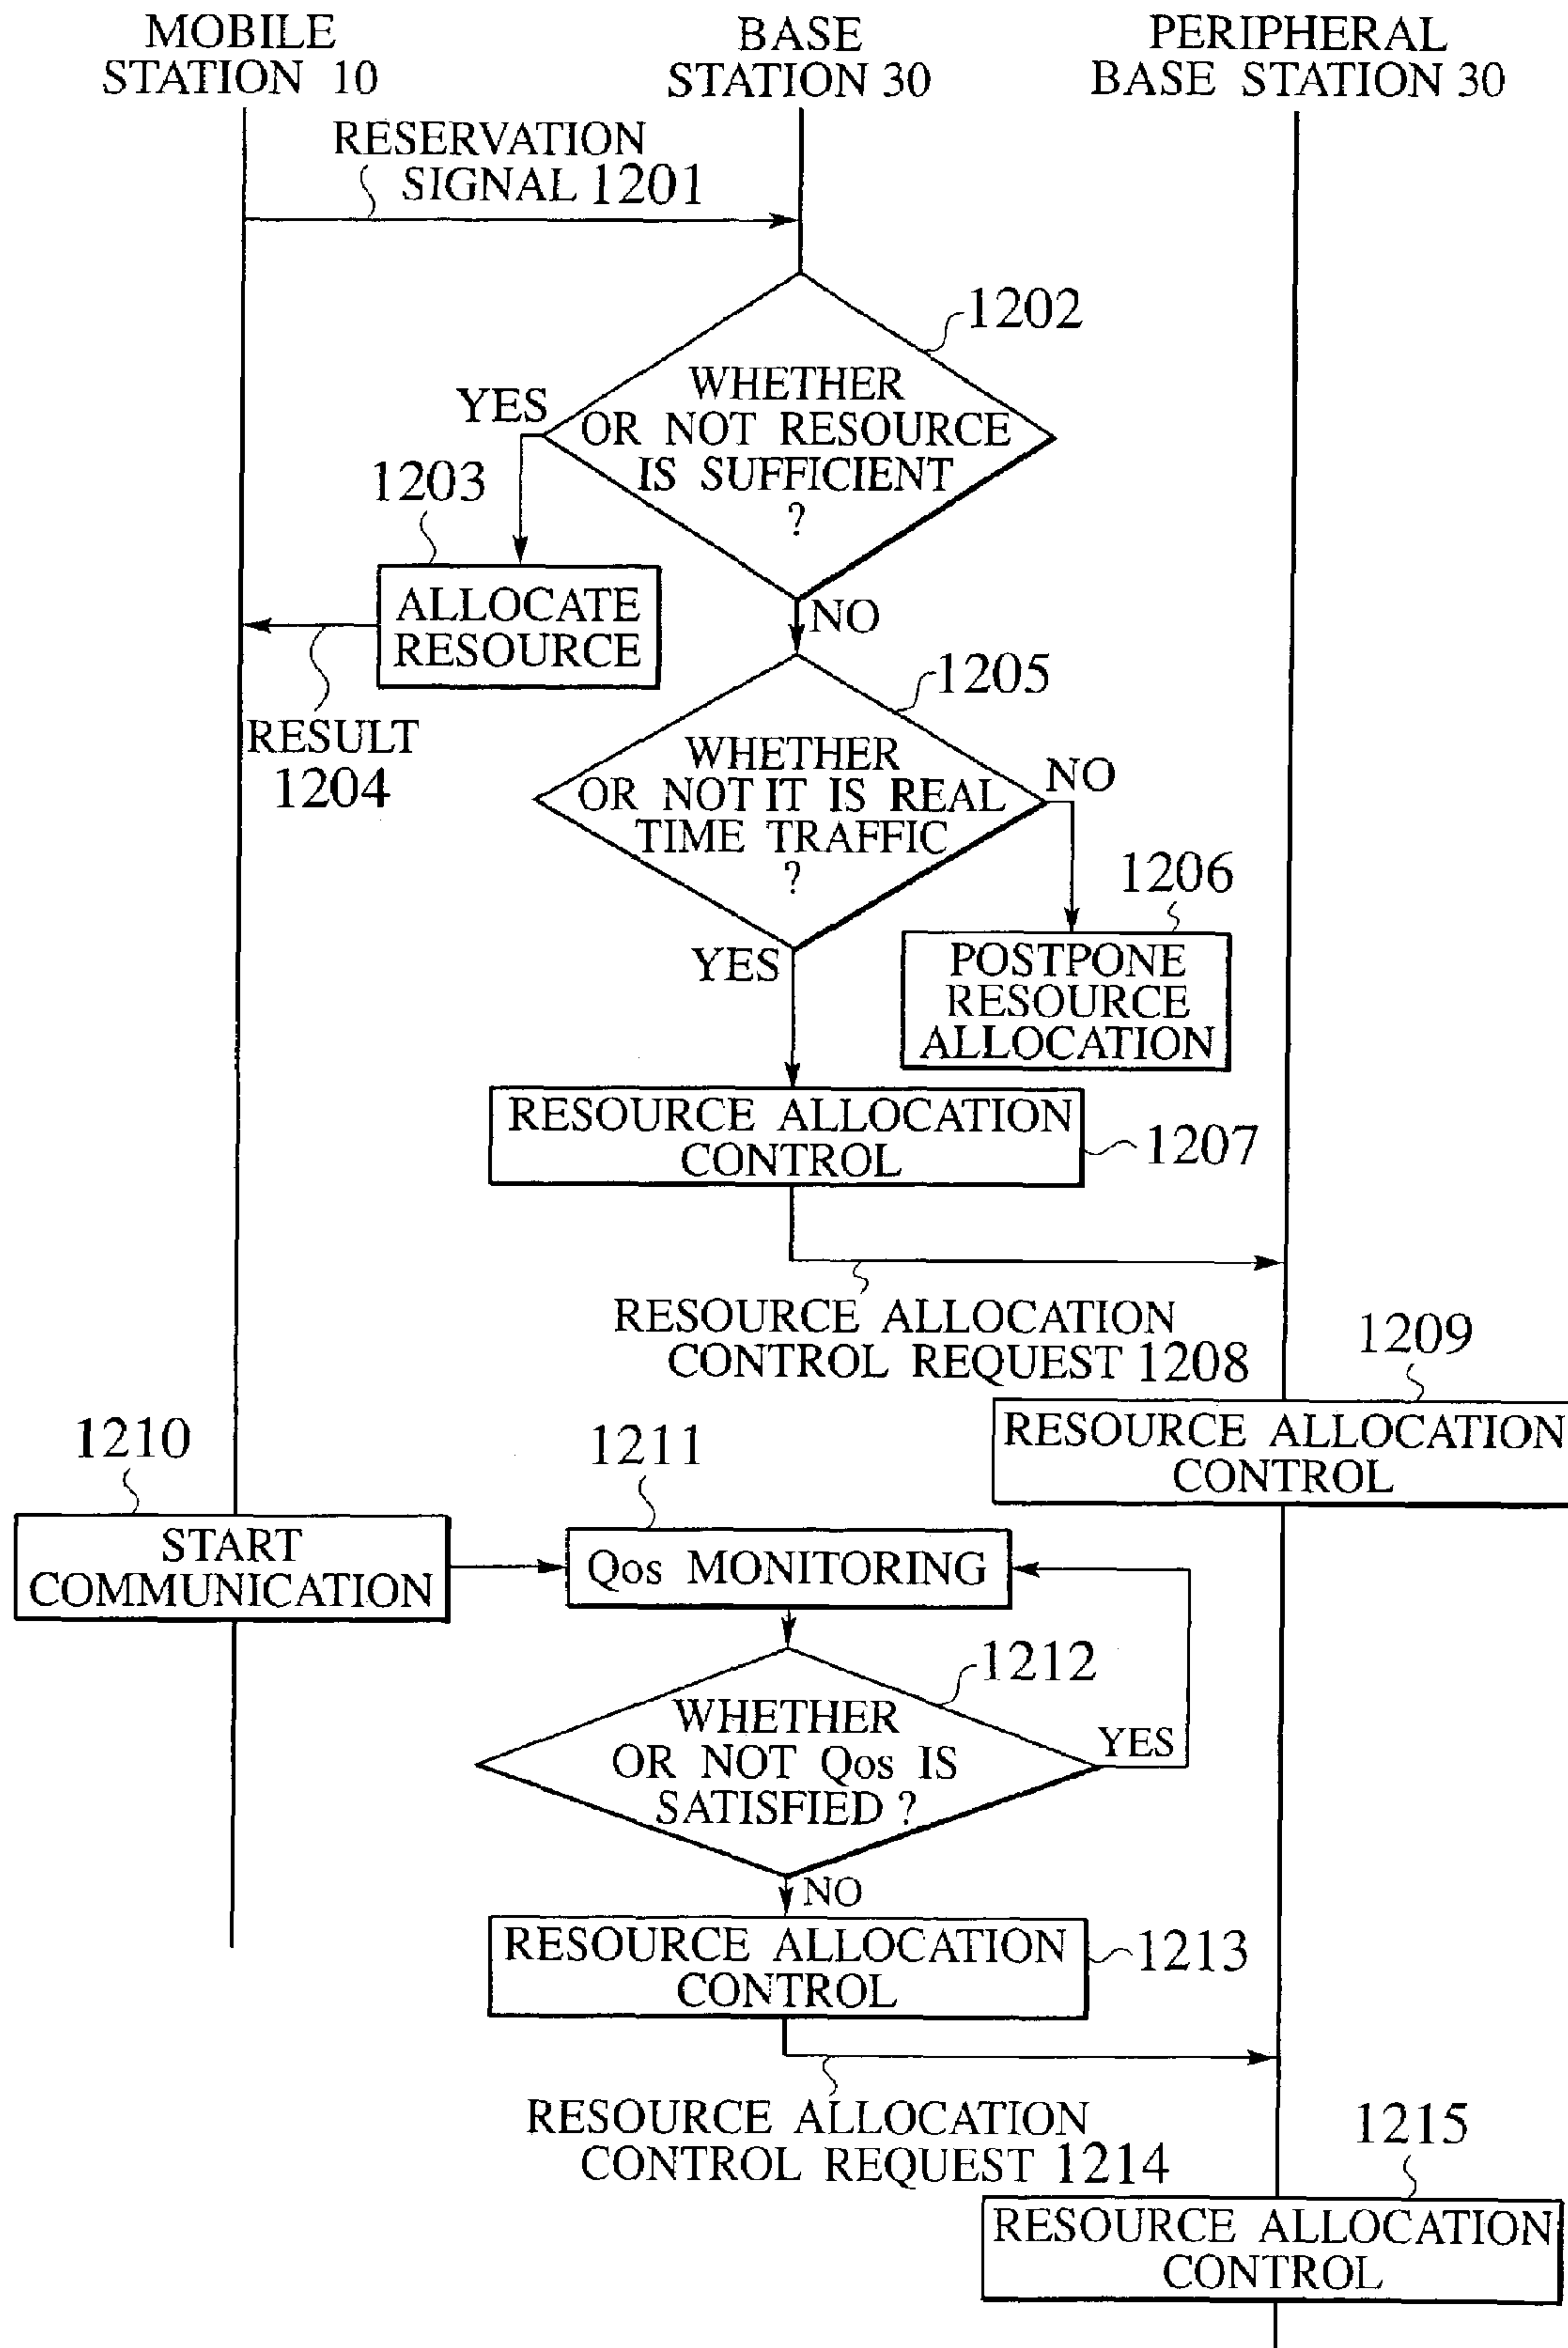 MOBILE
STATION 10
BASE
STATION 30
PERIPHERAL
BASE STATION 30
RESERVATION
SIGNAL 1201
1202
WHETHER
OR NOT RESOURCE
IS SUFFICIENT
?
YES
1203
ALLOCATE
RESOURCE
NO
RESULT
1204
1205
WHETHER
OR NOT IT IS REAL
TIME TRAFFIC
?
NO
1206
POSTPONE
RESOURCE
ALLOCATION
YES
RESOURCE ALLOCATION
CONTROL
1207
RESOURCE ALLOCATION
CONTROL REQUEST 1208
1209
RESOURCE ALLOCATION
CONTROL
1210
START
COMMUNICATION
1211
Qos MONITORING
1212
WHETHER
OR NOT Qos IS
SATISFIED ?
YES
NO
RESOURCE ALLOCATION
CONTROL
1213
RESOURCE ALLOCATION
CONTROL REQUEST 1214
1215
RESOURCE ALLOCATION
CONTROL